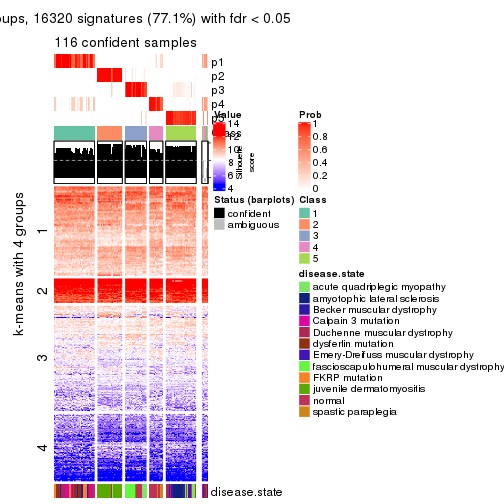 oups, 16320 signatures (77.1%) with fdr < 0.05
116 confident samples
p1
p2
p3
p4
p5
Class
Silhouette
score
k-means with 4 groups
1
2
3
4
disease.state
Value
14
12
10
8
6
4
Prob
1
0.8
0.6
0.4
0.2
0
Status (barplots)
confident
ambiguous
Class
1
2
3
4
5
disease.state
acute quadriplegic myopathy
amyotophic lateral sclerosis
Becker muscular dystrophy
Calpain 3 mutation
Duchenne muscular dystrophy
dysferlin mutation
Emery-Dreifuss muscular dystrophy
fascioscapulohumeral muscular dystrophy
FKRP mutation
juvenile dermatomyositis
normal
spastic paraplegia